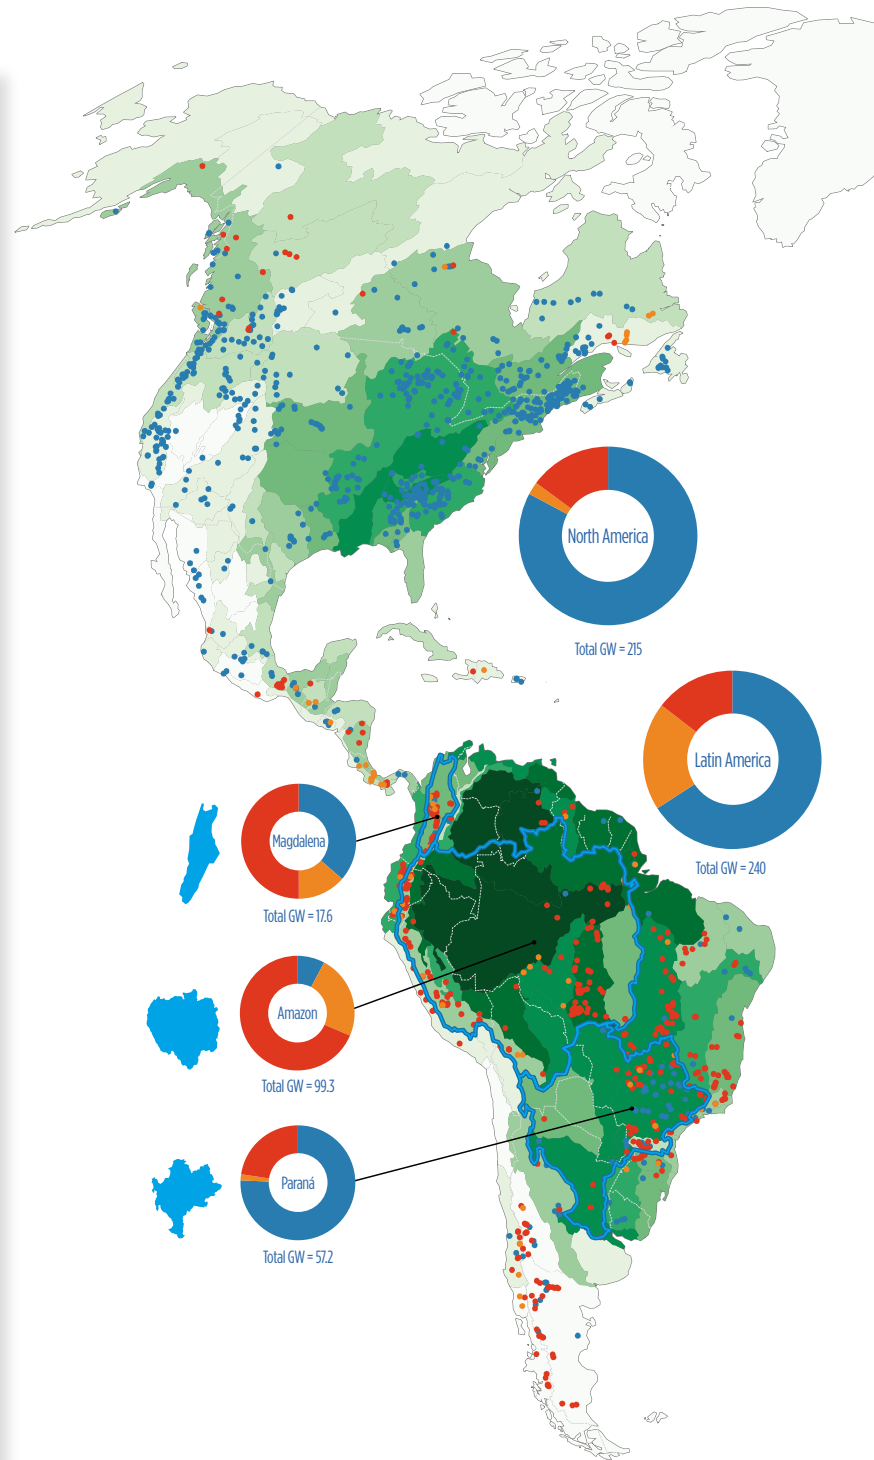 North America
Total GW = 215
Latin America
Total GW = 240
Magdalena
Total GW = 17.6
Amazon
Total GW = 99.3
Paraná
Total GW = 57.2